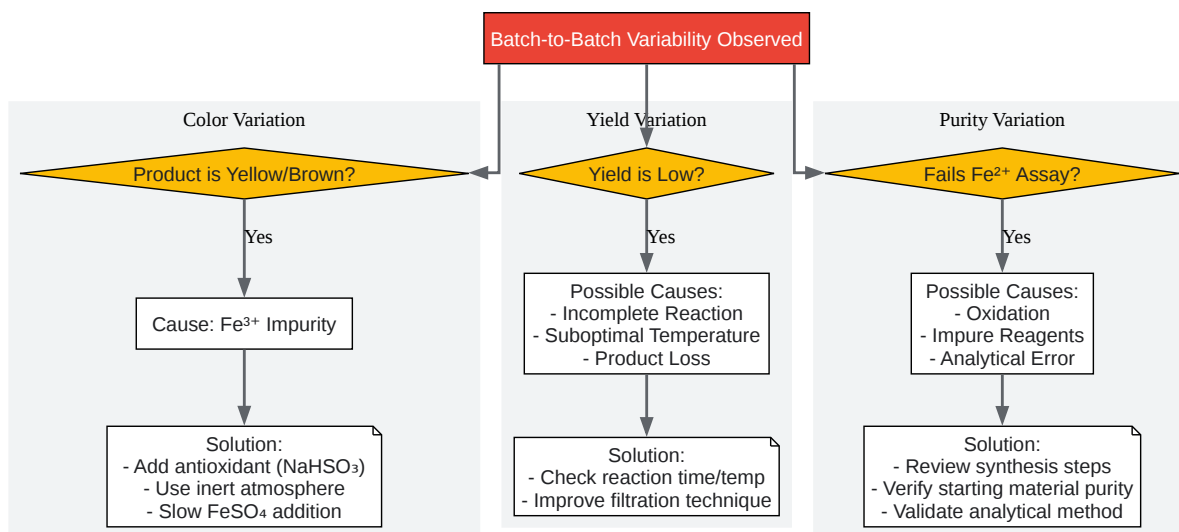 Batch-to-Batch Variability Observed
Color Variation
Product is Yellow/Brown?
Yes
Cause: Fe³⁺ Impurity
Solution:
- Add antioxidant (NaHSO₃)
- Use inert atmosphere
- Slow FeSO₄ addition
Yield Variation
Yield is Low?
Yes
Possible Causes:
- Incomplete Reaction
- Suboptimal Temperature
- Product Loss
Solution:
- Check reaction time/temp
- Improve filtration technique
Purity Variation
Fails Fe²⁺ Assay?
Yes
Possible Causes:
- Oxidation
- Impure Reagents
- Analytical Error
Solution:
- Review synthesis steps
- Verify starting material purity
- Validate analytical method